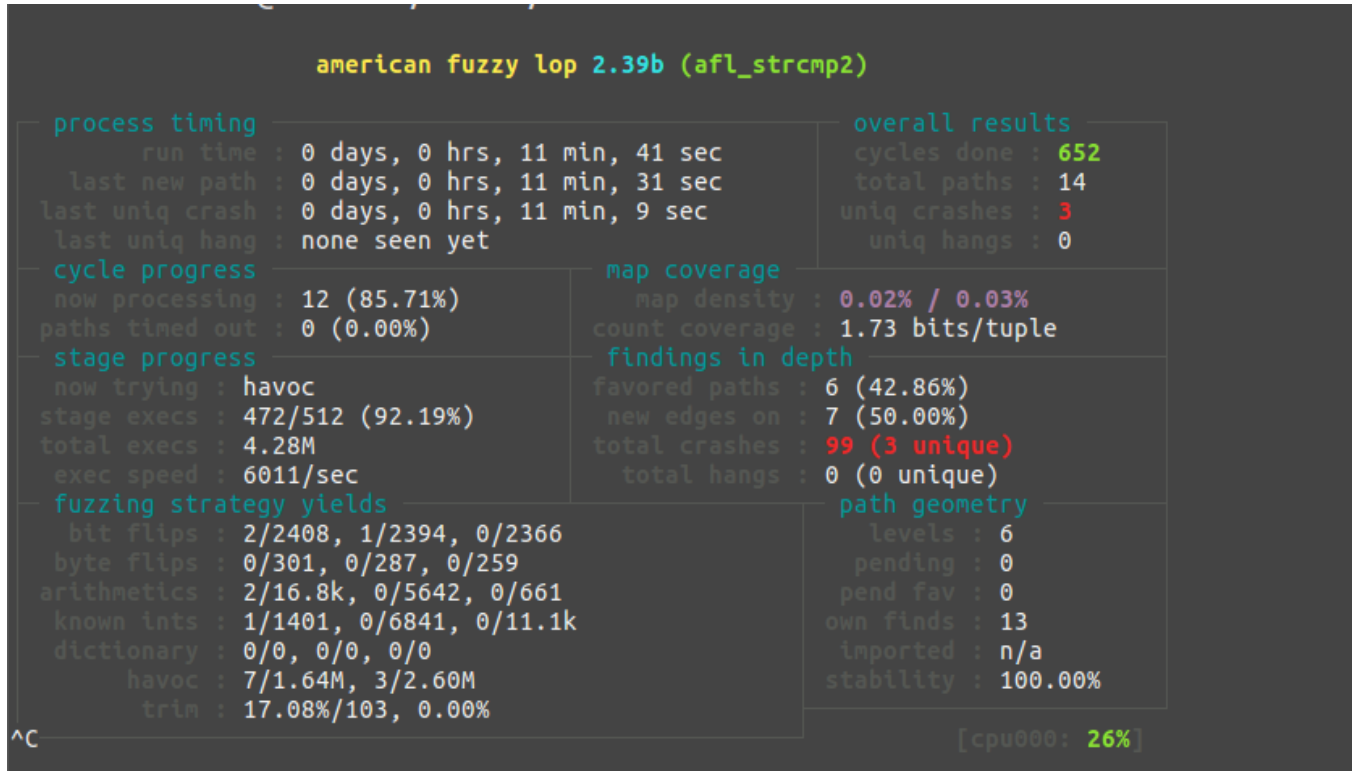 american fuzzy lop 2.39b (afl_strcmp2)
process timing
run time : 0 days, 0 hrs, 11 min, 41 sec
last new path : 0 days, 0 hrs, 11 min, 31 sec
last uniq crash : 0 days, 0 hrs, 11 min, 9 sec
last uniq hang : none seen yet
overall results
cycles done : 652
total paths : 14
uniq crashes : 3
uniq hangs : 0
cycle progress
now processing : 12 (85.71%)
paths timed out : 0 (0.00%)
map coverage
map density : 0.02% / 0.03%
count coverage : 1.73 bits/tuple
stage progress
now trying : havoc
stage execs : 472/512 (92.19%)
total execs : 4.28M
exec speed : 6011/sec
findings in depth
favored paths : 6 (42.86%)
new edges on : 7 (50.00%)
total crashes : 99 (3 unique)
total hangs : 0 (0 unique)
fuzzing strategy yields
bit flips : 2/2408, 1/2394, 0/2366
byte flips : 0/301, 0/287, 0/259
arithmetics : 2/16.8k, 0/5642, 0/661
known ints : 1/1401, 0/6841, 0/11.1k
dictionary : 0/0, 0/0, 0/0
havoc : 7/1.64M, 3/2.60M
trim : 17.08%/103, 0.00%
path geometry
levels : 6
pending : 0
pend fav : 0
own finds : 13
imported : n/a
stability : 100.00%
^C
[cpu000: 26%]